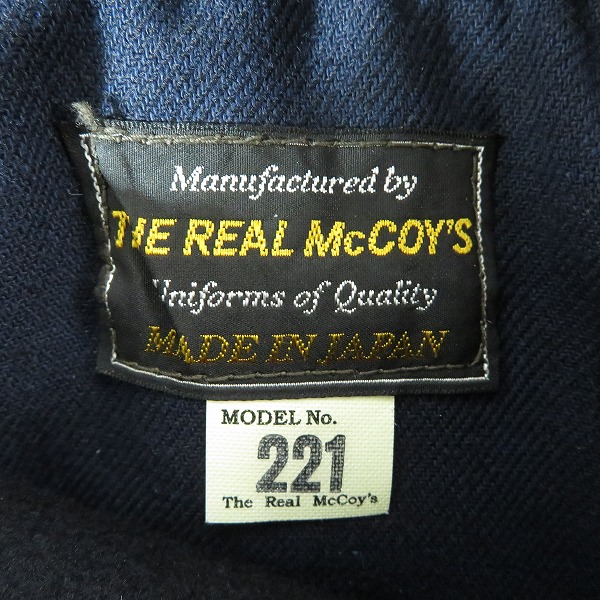 Manufactured by
THE REAL McCOY'S
Uniforms of Quality
MADE IN JAPAN
MODEL No.
221
The Real McCoy's